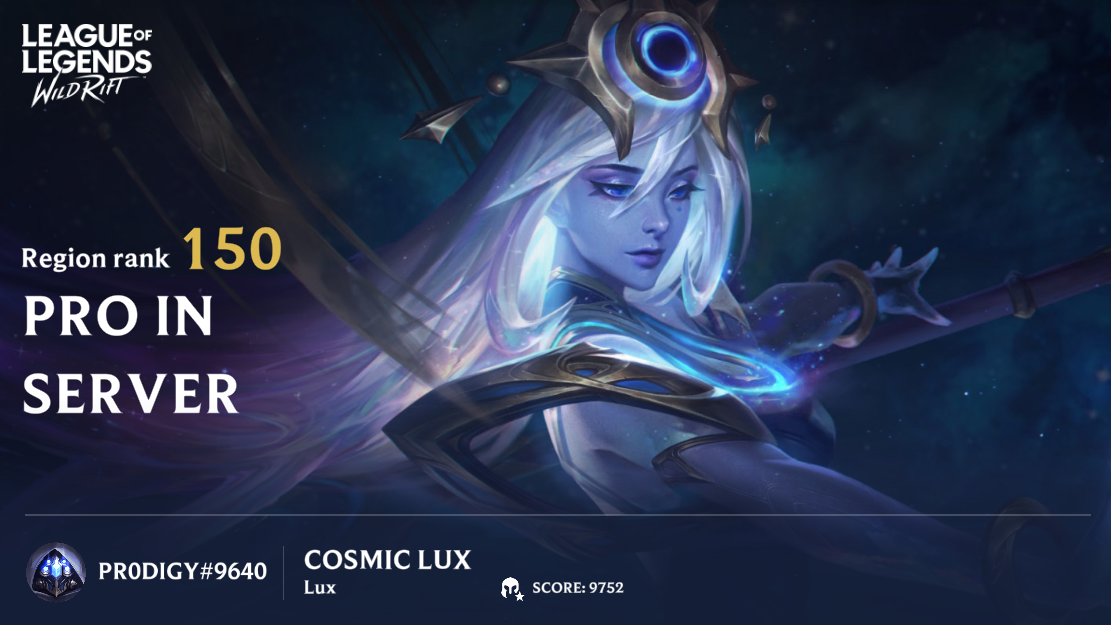 LEAGUE OF
LEGENDS
WILD RIFT
Region rank 150
PRO IN
SERVER
PR0DIGY#9640
COSMIC LUX
Lux
SCORE: 9752